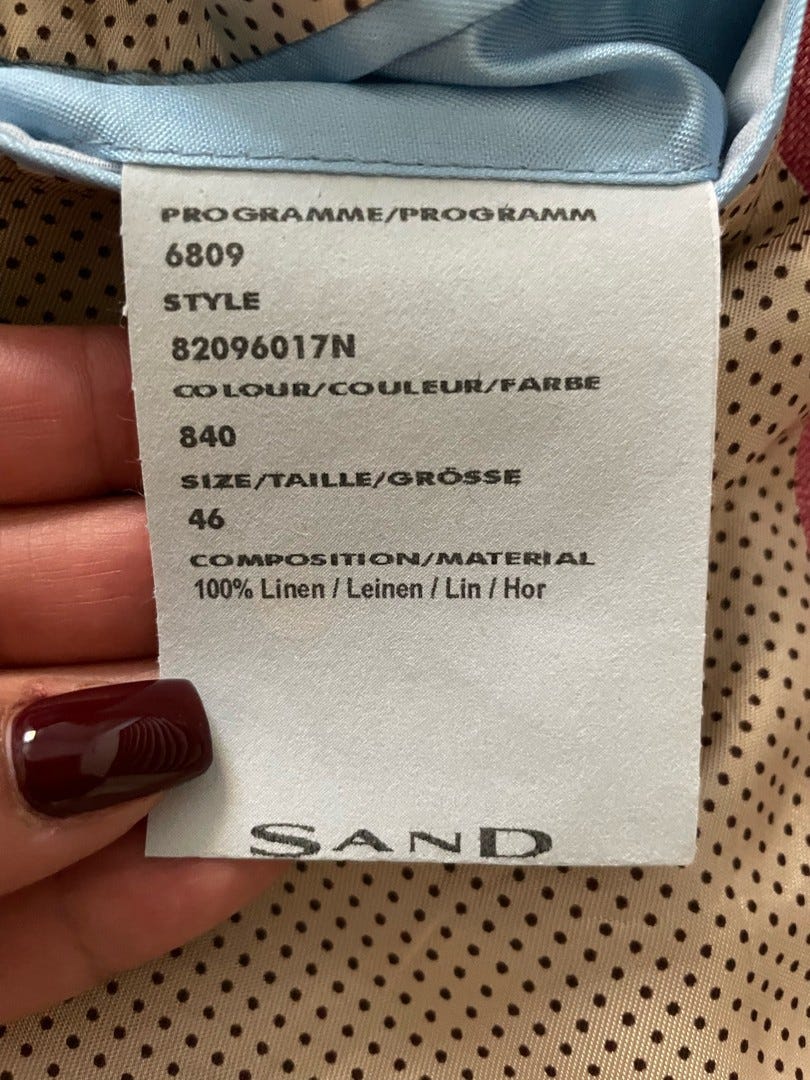 PROGRAMME/PROGRAMM
6809
STYLE
82096017N
COLOUR/COULEUR/FARBE
840
SIZE/TAILLE/GRÖSSE
46
COMPOSITION/MATERIAL
100% Linen / Leinen / Lin / Hor
SAND